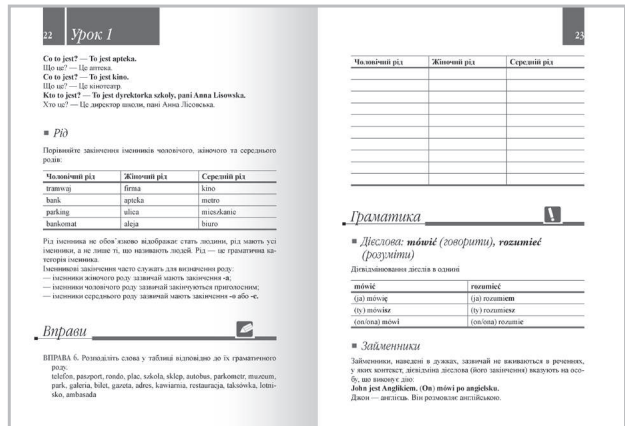 22 Урок 1
Co to jest? — To jest apteka.
Що це? — Це аптека.
Co to jest? — To jest kino.
Що це? — Це кінотеатр.
Kto to jest? — To jest dyrektorka szkoły, pani Anna Lisowska.
Хто це? — Це директор школи, пані Анна Лісовська.
Рід
Порівняйте закінчення іменників чоловічого, жіночого та середнього
родів:
Чоловічий рід Жіночий рід Середній рід
tramwaj firma kino
bank apteka metro
parking ulica mieszkanie
bankomat aleja biuro
Рід іменника не обов'язково відображає стать людини, рід мають усі
іменники, а не лише ті, що називають людей. Рід — це граматична ка-
тегорія іменника.
Іменникові закінчення часто служать для визначення роду:
— іменники жіночого роду зазвичай мають закінчення -a;
— іменники чоловічого роду зазвичай закінчуються приголосним;
— іменники середнього роду зазвичай мають закінчення -o або -e.
Вправи
ВПРАВА 6. Розподіліть слова у таблиці відповідно до їх граматичного
роду.
telefon, paszport, rondo, plac, szkoła, sklep, autobus, parkometr, muzeum,
park, galeria, bilet, gazeta, adres, kawiarnia, restauracja, taksówka, lotni-
sko, ambasada
23
Чоловічий рід Жіночий рід Середній рід
Граматика
Дієслова: mówić (говорити), rozumieć
(розуміти)
Дієвідмінювання дієслів в однині
mówić rozumieć
(ja) mówię (ja) rozumiem
(ty) mówisz (ty) rozumiesz
(on/ona) mówi (on/ona) rozumie
Займенники
Займенники, наведені в дужках, зазвичай не вживаються в реченнях,
у яких контекст, дієвідміна дієслова (його закінчення) вказують на осо-
бу, що виконує дію:
John jest Anglikiem. (On) mówi po angielsku.
Джон — англієць. Він розмовляє англійською.